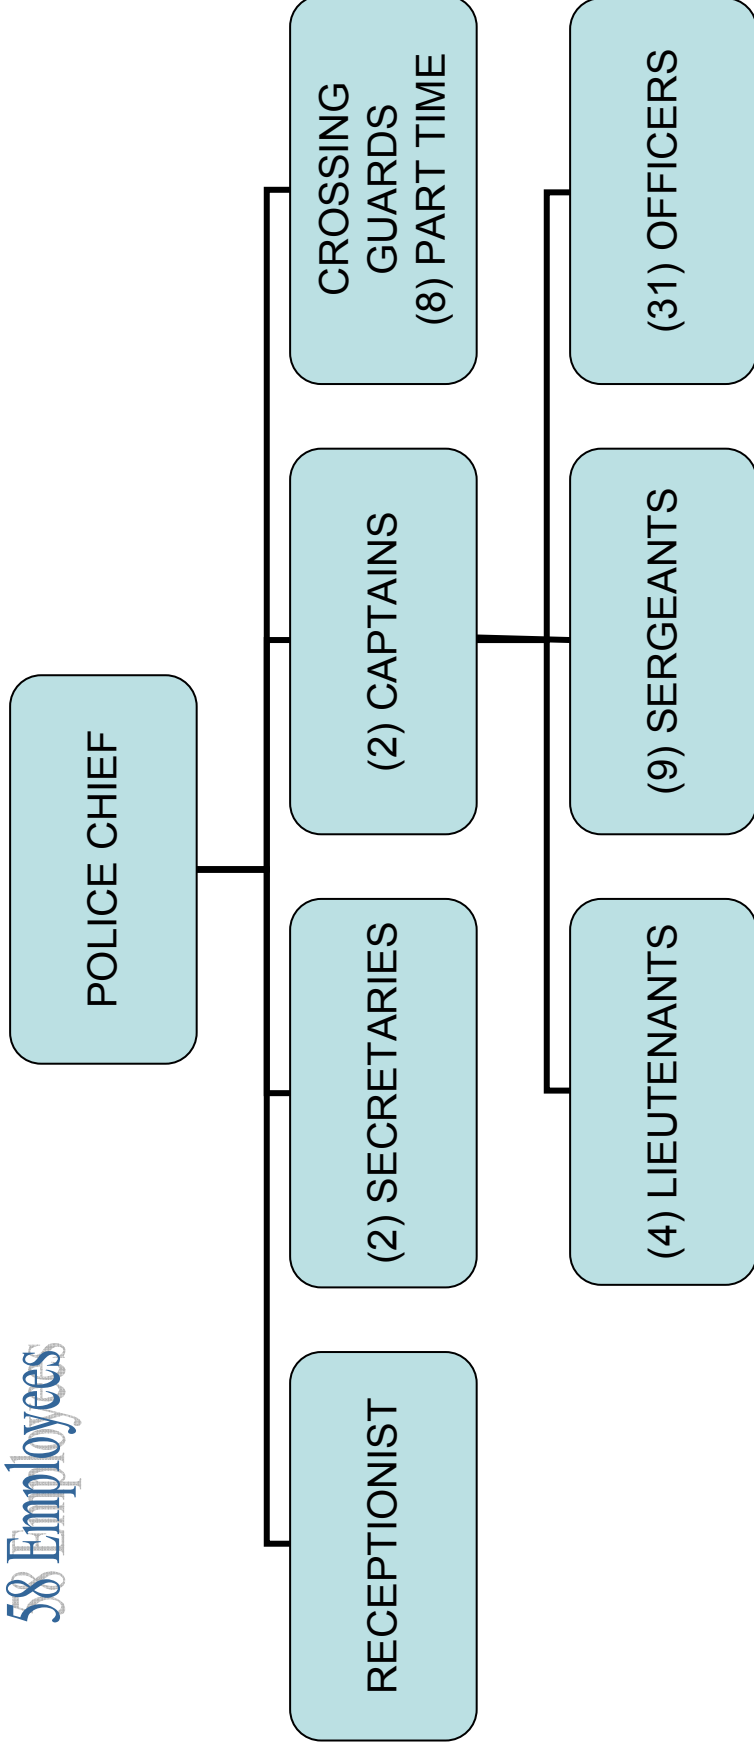 58 Employees
POLICE CHIEF
RECEPTIONIST
(2) SECRETARIES
(2) CAPTAINS
CROSSING
GUARDS
(8) PART TIME
(4) LIEUTENANTS
(9) SERGEANTS
(31) OFFICERS